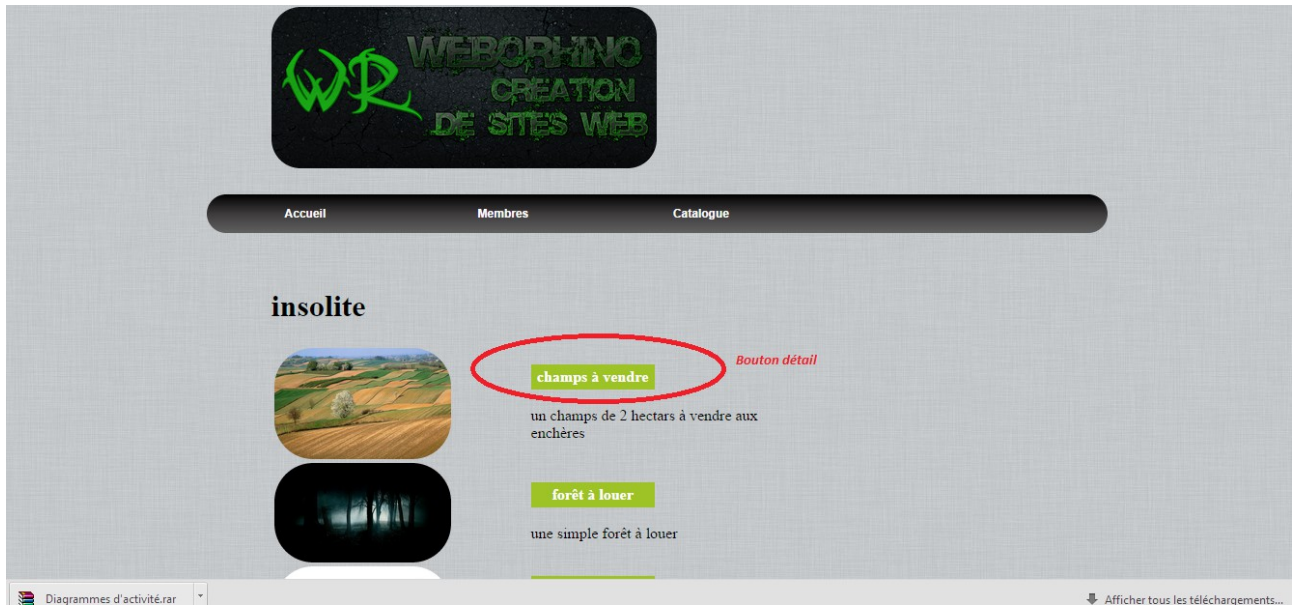 WR
WEBORHINO
CREATION
DE SITES WEB
Accueil Membres Catalogue
insolite
champs à vendre
Bouton détail
un champs de 2 hectars à vendre aux
enchères
forêt à louer
une simple forêt à louer
Diagrammes d'activité.rar
Afficher tous les téléchargements...